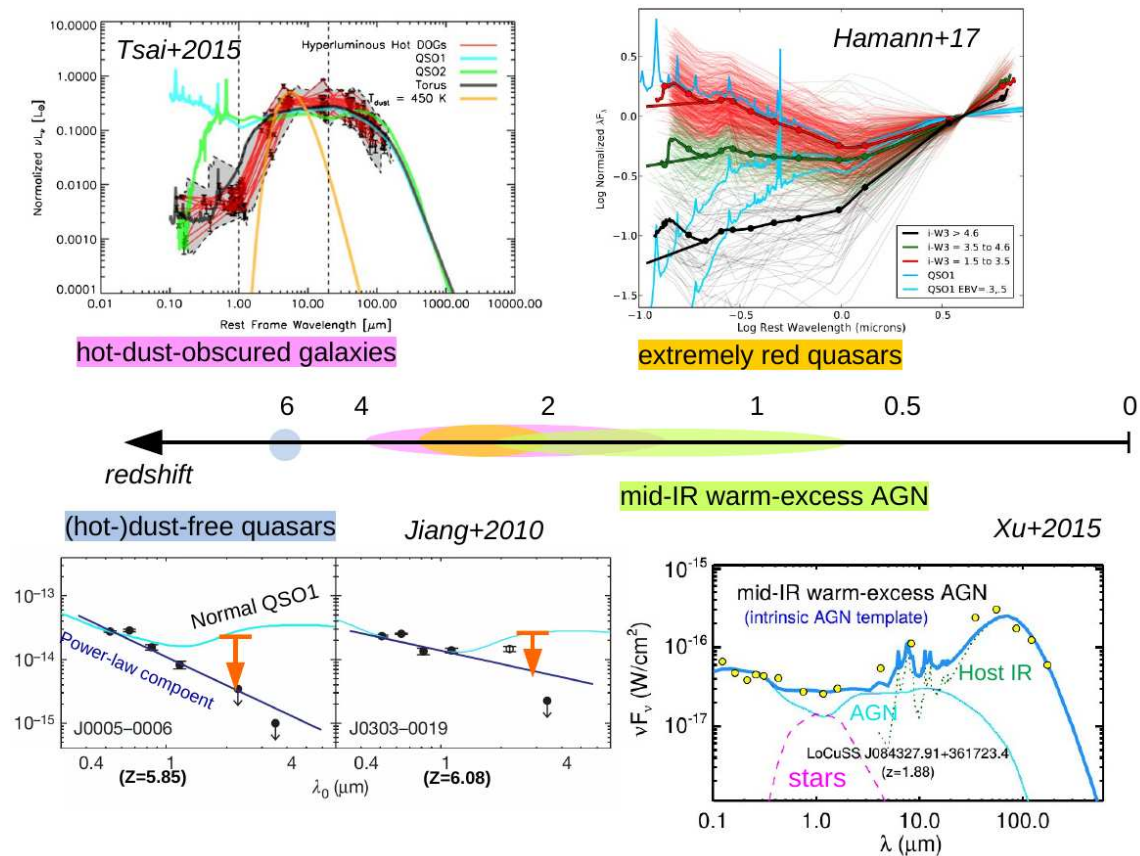 Tsai+2015
Hyperluminous Hot DOGs
QSO1
QSO2
Torus
T_dust = 450 K
Normalized νL_ν [L⊙]
10.0000
1.0000
0.1000
0.0100
0.0010
0.0001
0.01 0.10 1.00 10.00 100.00 1000.00 10000.00
Rest Frame Wavelength [μm]
Hamann+17
Log Normalized λF_λ
0.5
0.0
−0.5
−1.0
−1.5
i-W3 > 4.6
i-W3 = 3.5 to 4.6
i-W3 = 1.5 to 3.5
QSO1
QSO1 EBV=.3,.5
−1.0 −0.5 0.0 0.5
Log Rest Wavelength (microns)
hot-dust-obscured galaxies
extremely red quasars
6 4 2 1 0.5 0
redshift
mid-IR warm-excess AGN
(hot-)dust-free quasars
Jiang+2010
Xu+2015
10⁻¹³
10⁻¹⁴
10⁻¹⁵
Normal QSO1
Power-law compoent
J0005–0006
J0303–0019
0.4 1 4 0.4 1 4
(Z=5.85) λ₀ (μm) (Z=6.08)
10⁻¹⁵
10⁻¹⁶
10⁻¹⁷
νF_ν (W/cm²)
mid-IR warm-excess AGN
(intrinsic AGN template)
Host IR
AGN
LoCuSS J084327.91+361723.4
(z=1.88)
stars
0.1 1.0 10.0 100.0
λ (μm)